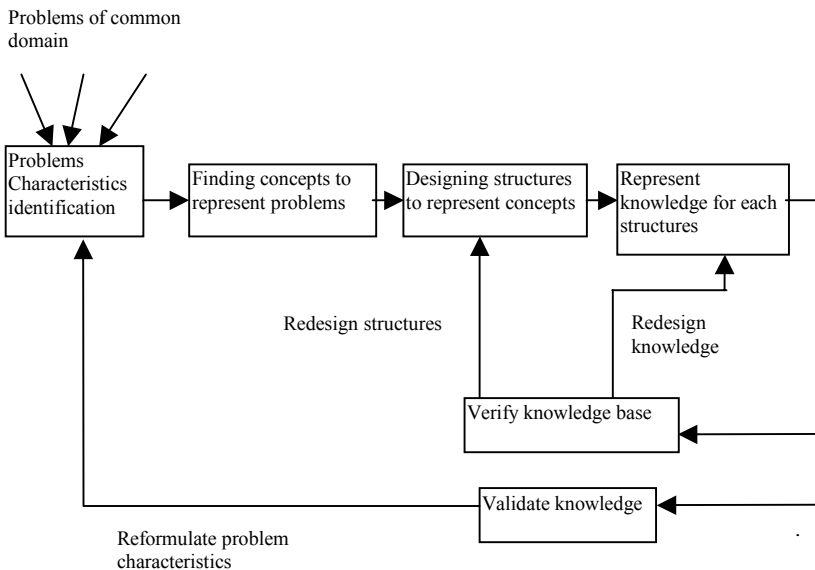 Problems of common
domain
Problems
Characteristics
identification
Finding concepts to
represent problems
Designing structures
to represent concepts
Represent
knowledge for each
structures
Redesign structures
Redesign
knowledge
Verify knowledge base
Validate knowledge
.
Reformulate problem
characteristics